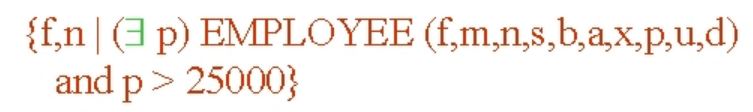 {f,n | (∃ p) EMPLOYEE (f,m,n,s,b,a,x,p,u,d)
and p > 25000}